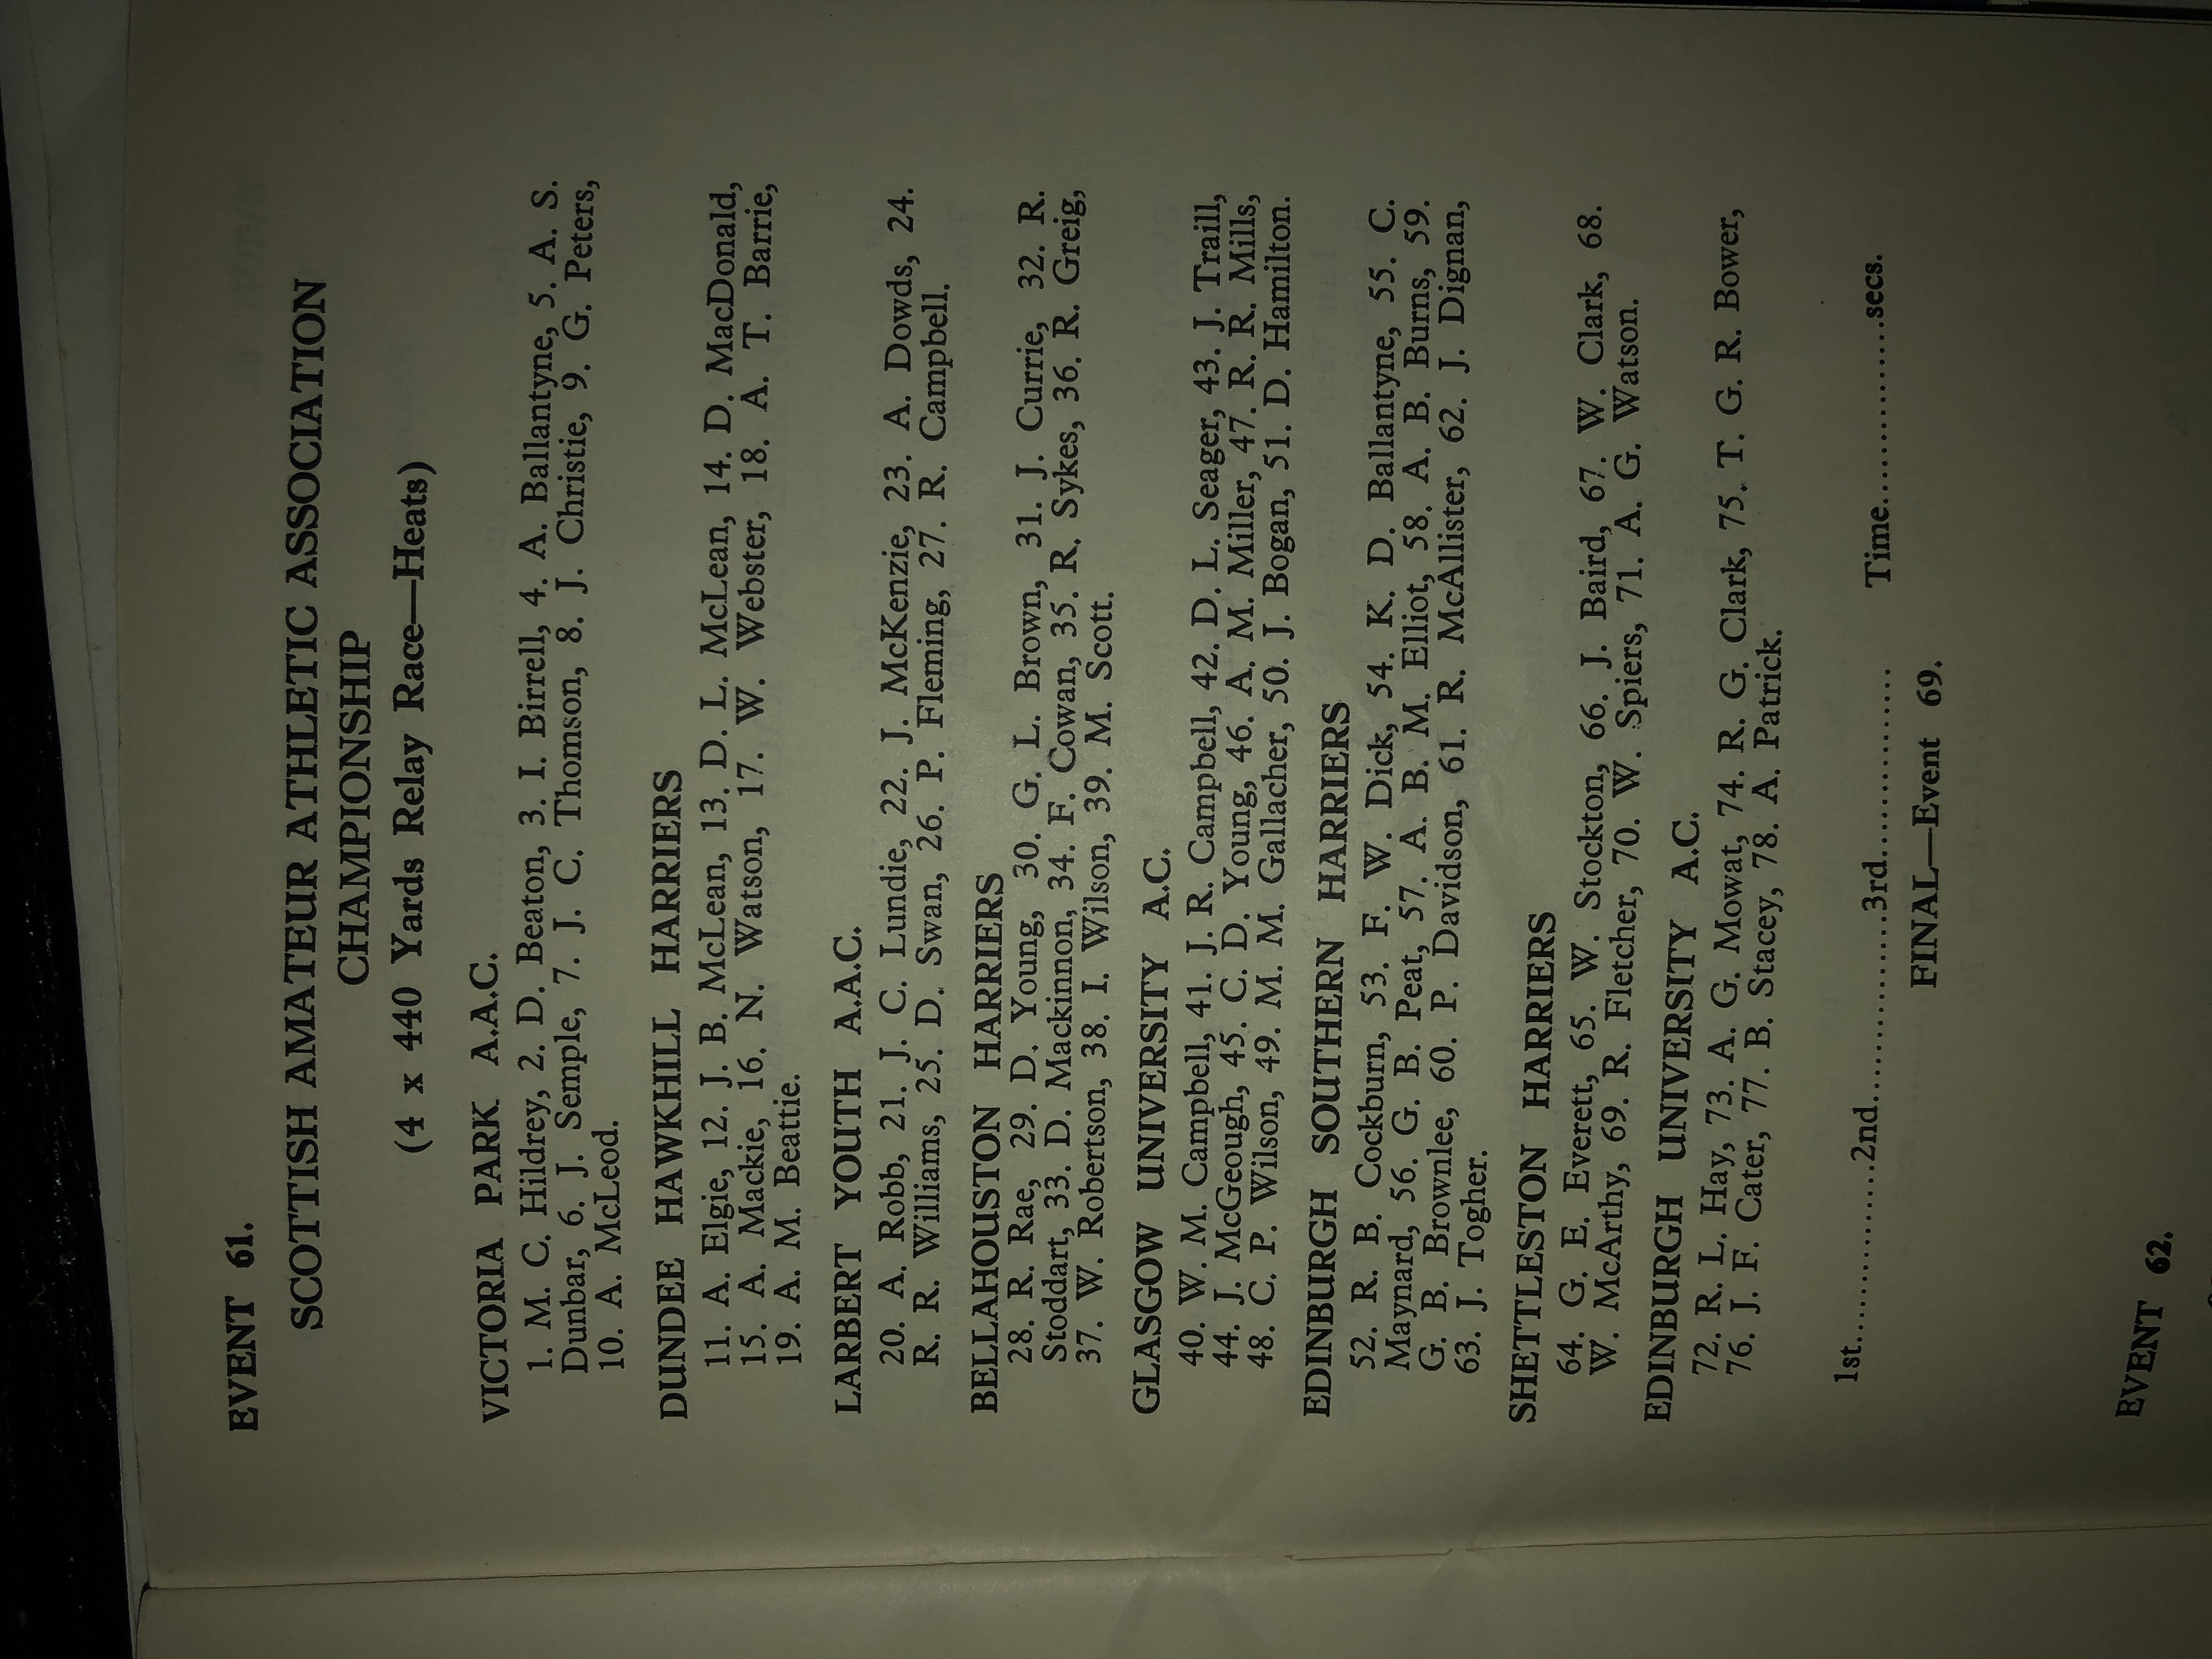 EVENT 61.
SCOTTISH AMATEUR ATHLETIC ASSOCIATION
CHAMPIONSHIP
(4 x 440 Yards Relay Race—Heats)
VICTORIA PARK A.A.C.
1. M. C. Hildrey, 2. D. Beaton, 3. I. Birrell, 4. A. Ballantyne, 5. A. S.
Dunbar, 6. J. Semple, 7. J. C. Thomson, 8. J. Christie, 9. G. Peters,
10. A. McLeod.
DUNDEE HAWKHILL HARRIERS
11. A. Elgie, 12. J. B. McLean, 13. D. L. McLean, 14. D. MacDonald,
15. A. Mackie, 16. N. Watson, 17. W. Webster, 18. A. T. Barrie,
19. A. M. Beattie.
LARBERT YOUTH A.A.C.
20. A. Robb, 21. J. C. Lundie, 22. J. McKenzie, 23. A. Dowds, 24.
R. R. Williams, 25. D. Swan, 26. P. Fleming, 27. R. Campbell.
BELLAHOUSTON HARRIERS
28. R. Rae, 29. D. Young, 30. G. L. Brown, 31. J. Currie, 32. R.
Stoddart, 33. D. Mackinnon, 34. F. Cowan, 35. R. Sykes, 36. R. Greig,
37. W. Robertson, 38. I. Wilson, 39. M. Scott.
GLASGOW UNIVERSITY A.C.
40. W. M. Campbell, 41. J. R. Campbell, 42. D. L. Seager, 43. J. Traill,
44. J. McGeough, 45. C. D. Young, 46. A. M. Miller, 47. R. R. Mills,
48. C. P. Wilson, 49. M. M. Gallacher, 50. J. Bogan, 51. D. Hamilton.
EDINBURGH SOUTHERN HARRIERS
52. R. B. Cockburn, 53. F. W. Dick, 54. K. D. Ballantyne, 55. C.
Maynard, 56. G. B. Peat, 57. A. B. M. Elliot, 58. A. B. Burns, 59.
G. B. Brownlee, 60. P. Davidson, 61. R. McAllister, 62. J. Dignan,
63. J. Togher.
SHETTLESTON HARRIERS
64. G. E. Everett, 65. W. Stockton, 66. J. Baird, 67. W. Clark, 68.
W. McArthy, 69. R. Fletcher, 70. W. Spiers, 71. A. G. Watson.
EDINBURGH UNIVERSITY A.C.
72. R. L. Hay, 73. A. G. Mowat, 74. R. G. Clark, 75. T. G. R. Bower,
76. J. F. Cater, 77. B. Stacey, 78. A. Patrick.
1st..................2nd..................3rd.................. Time..................secs.
FINAL—Event 69.
EVENT 62.